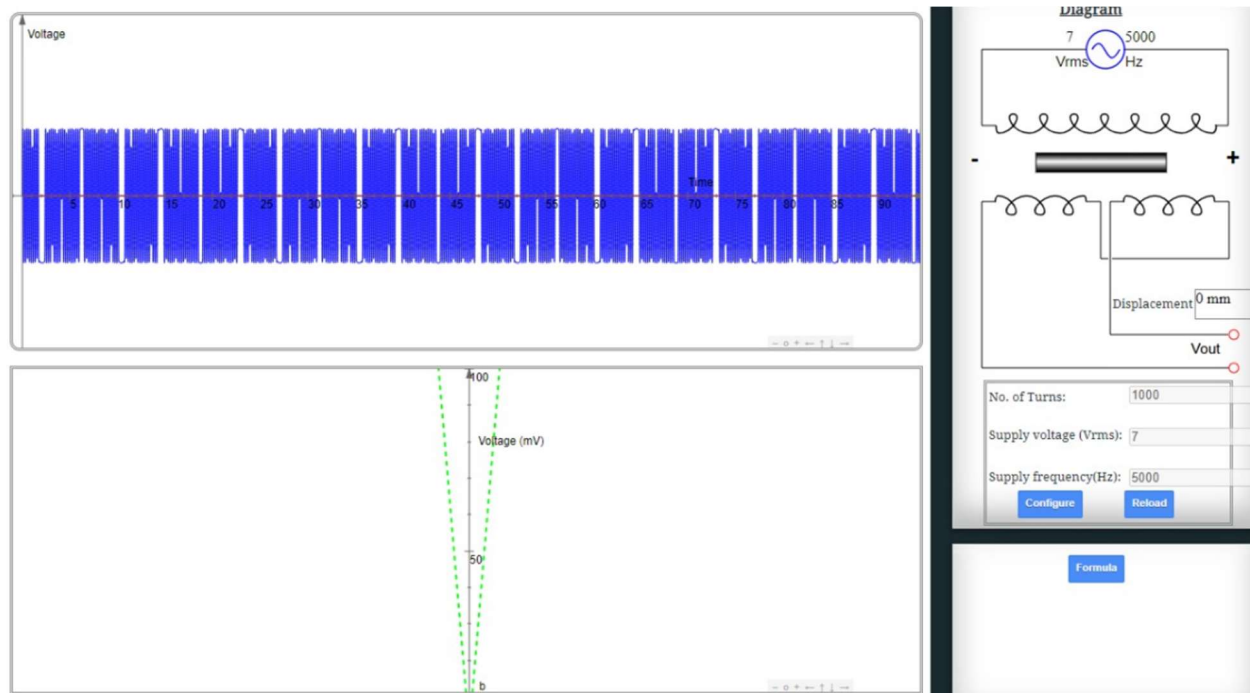 Voltage
Time
5 10 15 20 25 30 35 40 45 50 55 60 65 70 75 80 85 90
100
Voltage (mV)
50
b
Diagram
7 5000
Vrms Hz
- +
Displacement 0 mm
Vout
No. of Turns: 1000
Supply voltage (Vrms): 7
Supply frequency(Hz): 5000
Configure Reload
Formula